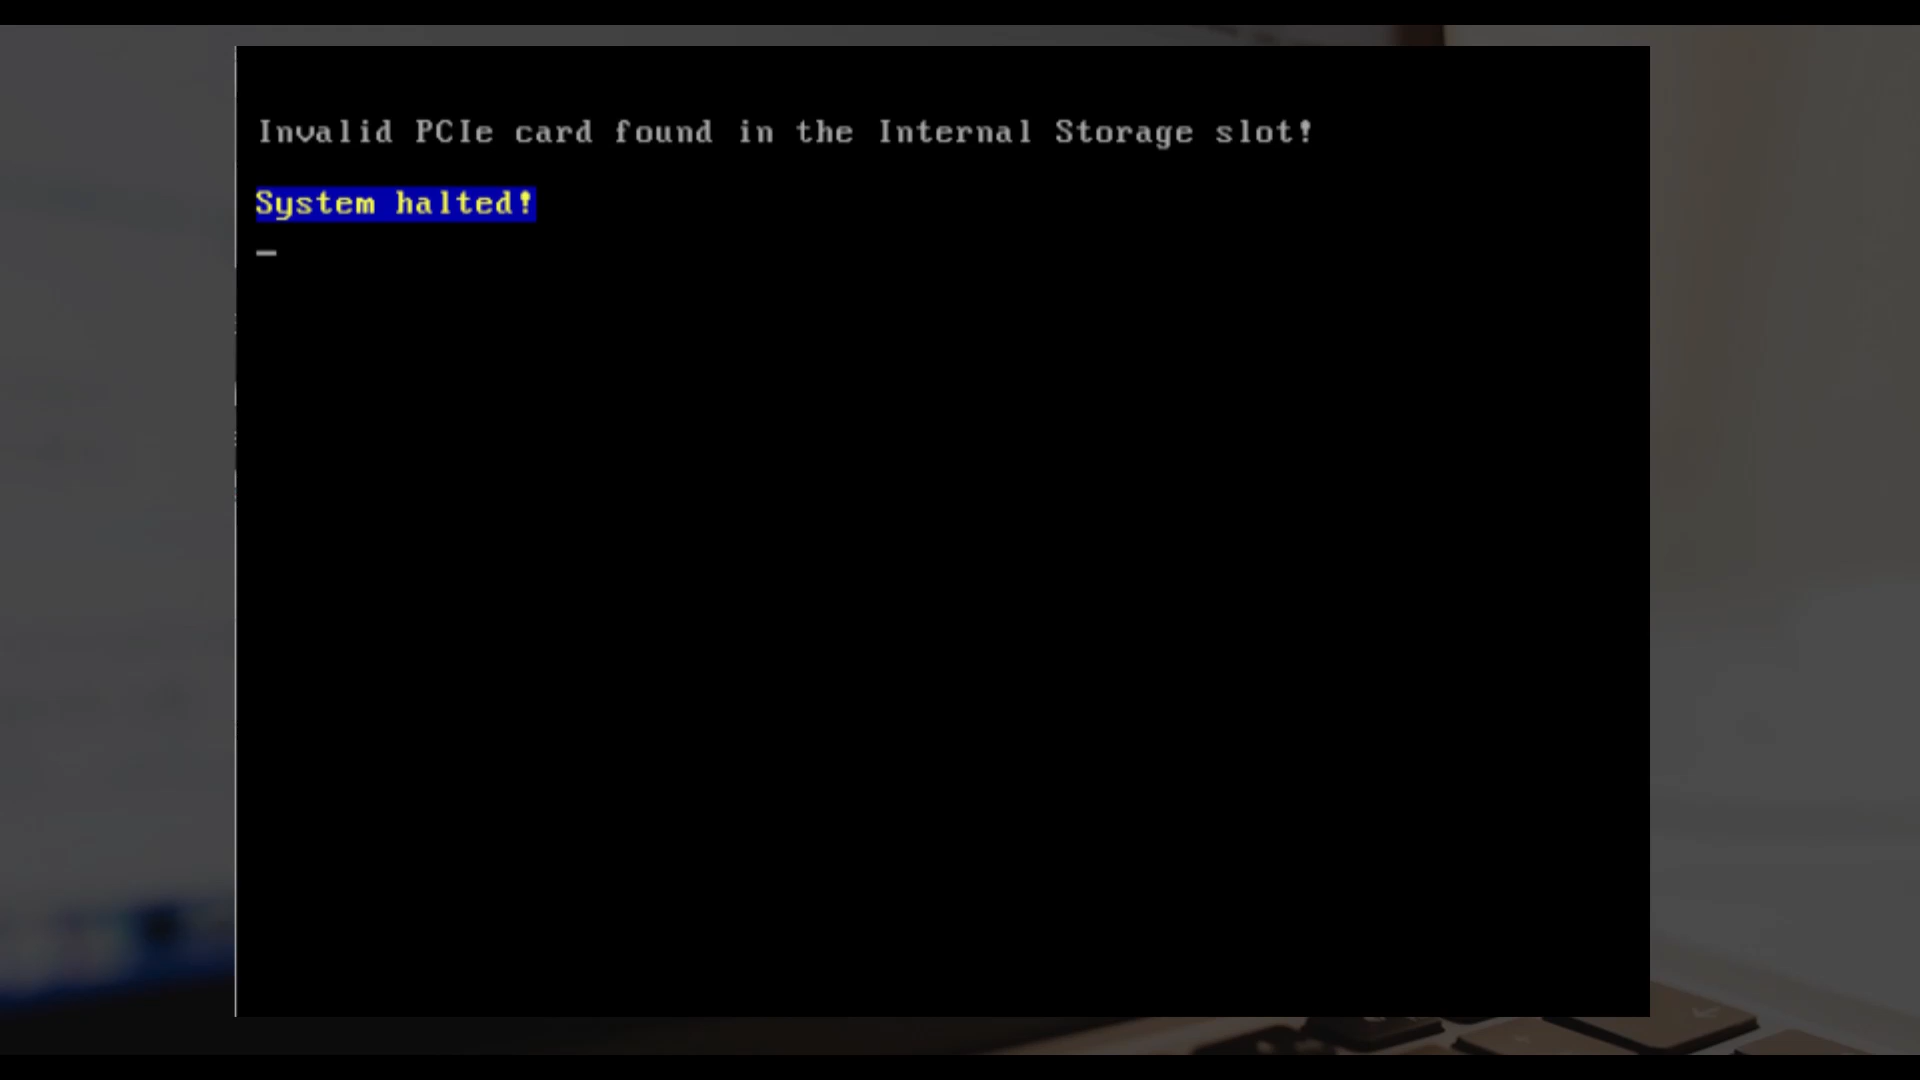 Invalid PCIe card found in the Internal Storage slot!
System halted!